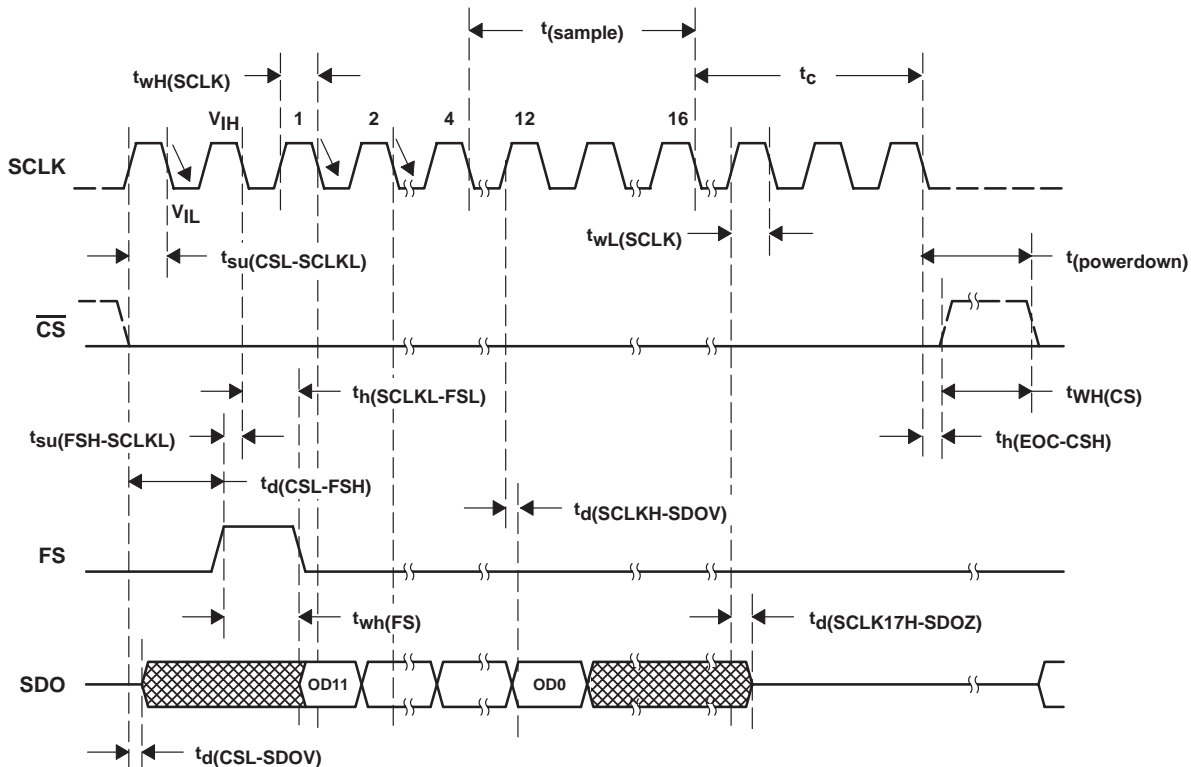 t(sample)
twH(SCLK)
tc
VIH
1
2
4
12
16
SCLK
VIL
twL(SCLK)
tsu(CSL-SCLKL)
t(powerdown)
CS
th(SCLKL-FSL)
tWH(CS)
tsu(FSH-SCLKL)
th(EOC-CSH)
td(CSL-FSH)
td(SCLKH-SDOV)
FS
twh(FS)
td(SCLK17H-SDOZ)
SDO
OD11
OD0
td(CSL-SDOV)